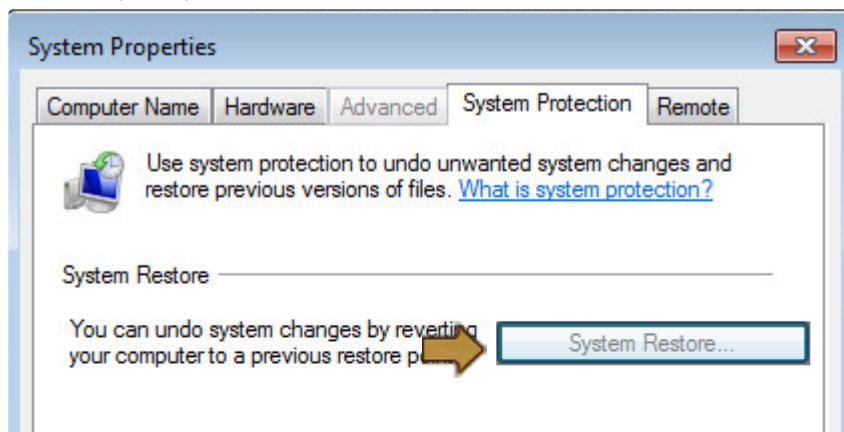 System Properties
Computer Name Hardware Advanced System Protection Remote
Use system protection to undo unwanted system changes and
restore previous versions of files. What is system protection?
System Restore
You can undo system changes by reverting
your computer to a previous restore
System Restore...